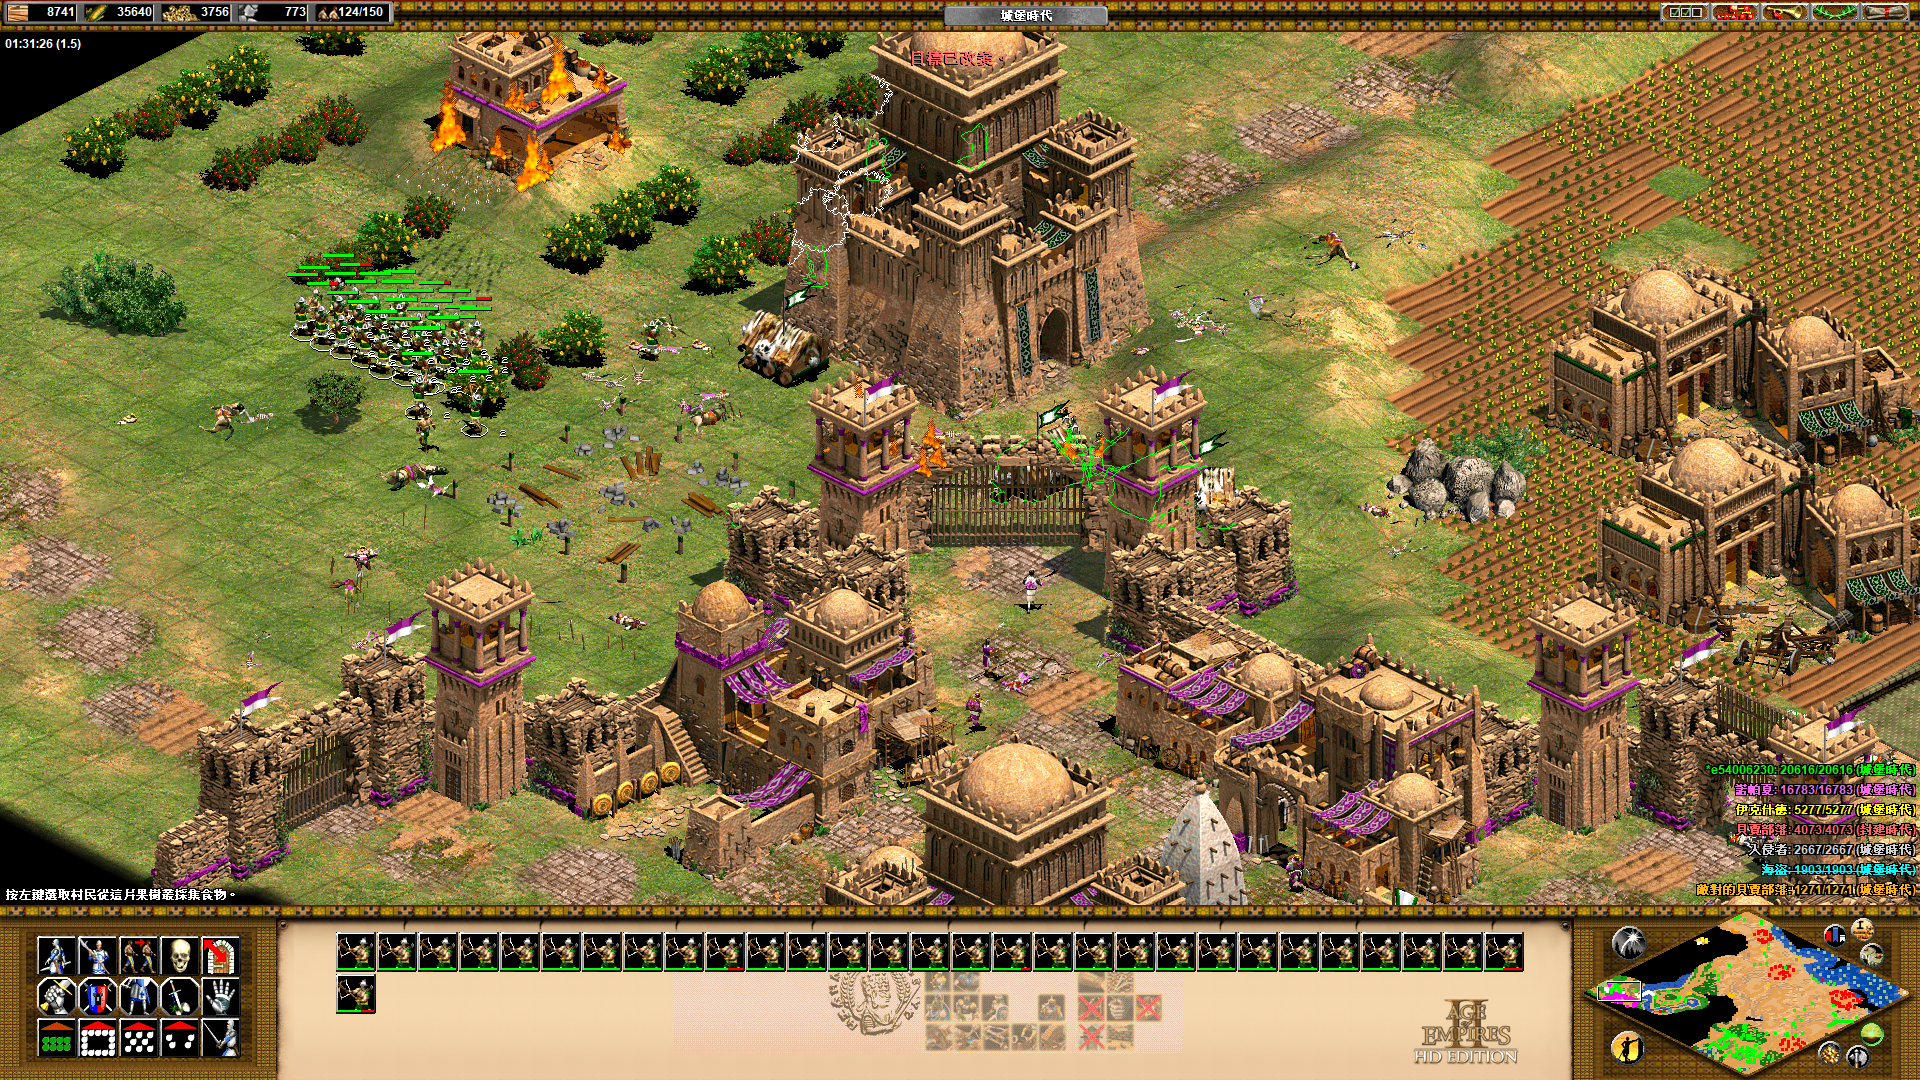 8741 35640 3756 773 124/150
城堡時代
01:31:26 (1.5)
目標已改變。
*e54006230: 20616/20616 (城堡時代)
諾帕夏: 16783/16783 (城堡時代)
伊克什德: 5277/5277 (城堡時代)
貝賈部落: 4073/4073 (封建時代)
入侵者: 2667/2667 (城堡時代)
海盜: 1903/1903 (城堡時代)
敵對的貝賈部落: 1271/1271 (城堡時代)
按左鍵選取村民從這片果樹叢採集食物。
AGE
OF
EMPIRES
II
HD EDITION